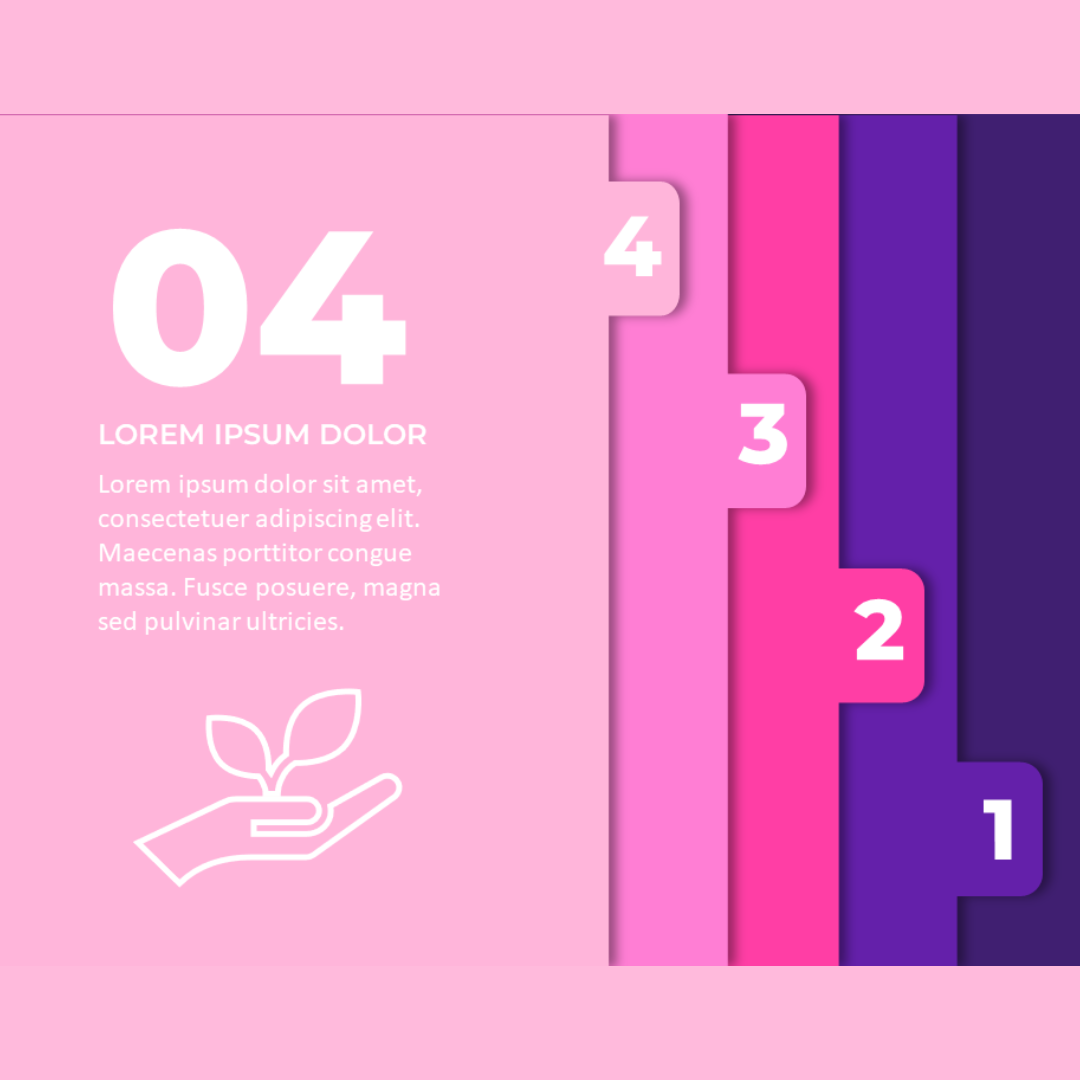 04
LOREM IPSUM DOLOR
Lorem ipsum dolor sit amet,
consectetuer adipiscing elit.
Maecenas porttitor congue
massa. Fusce posuere, magna
sed pulvinar ultricies.
4
3
2
1